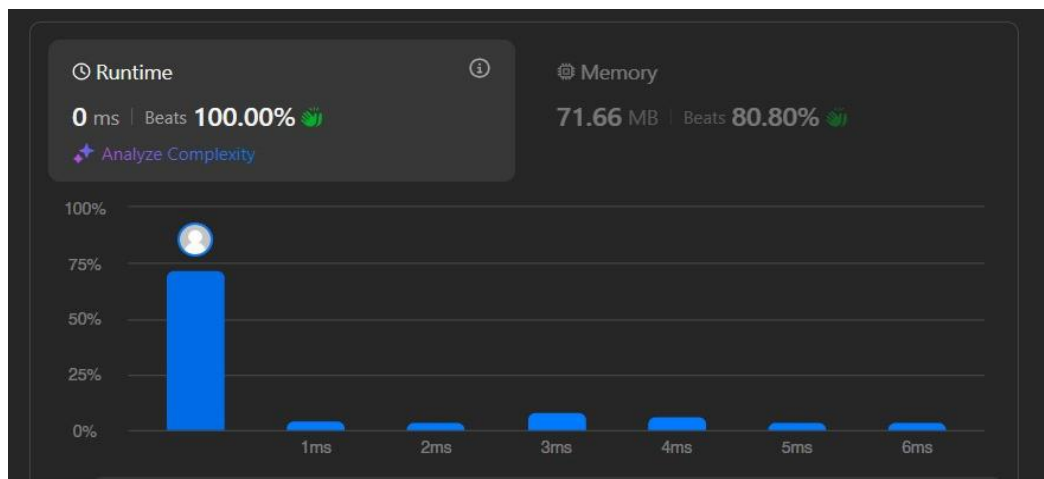 Runtime
0 ms | Beats 100.00%
Analyze Complexity
Memory
71.66 MB | Beats 80.80%
100%
75%
50%
25%
0%
1ms 2ms 3ms 4ms 5ms 6ms